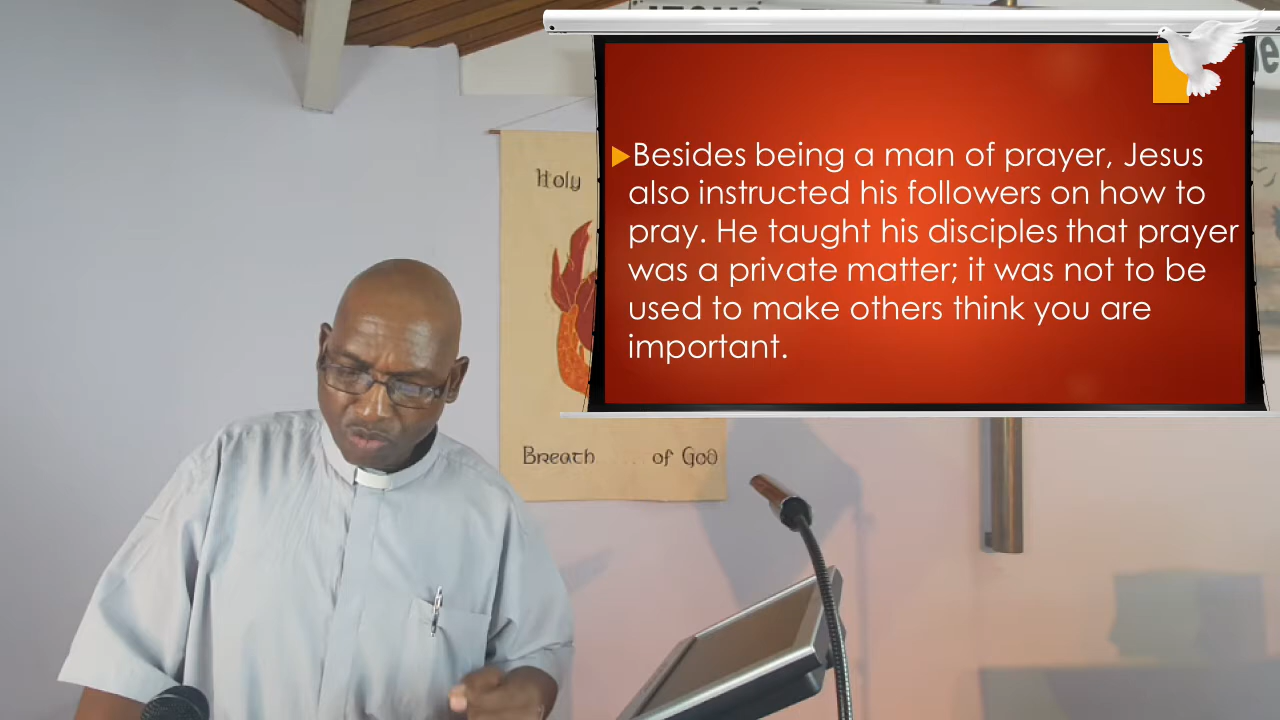 Besides being a man of prayer, Jesus
also instructed his followers on how to
pray. He taught his disciples that prayer
was a private matter; it was not to be
used to make others think you are
important.
Holy
Breath of God